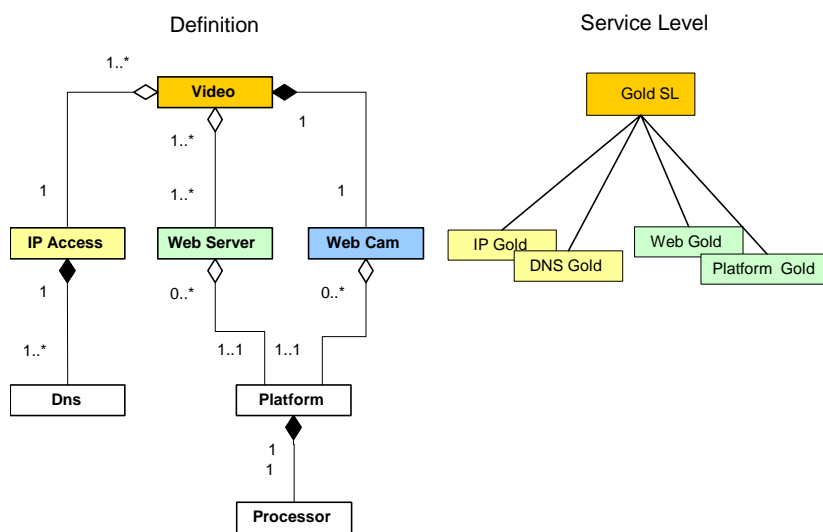 Definition
Service Level
1..*
Video
Gold SL
1..*
1
1
1..*
1
IP Access
Web Server
Web Cam
IP Gold
DNS Gold
Web Gold
Platform Gold
1
0..*
0..*
1..*
1..1
1..1
Dns
Platform
1
1
Processor